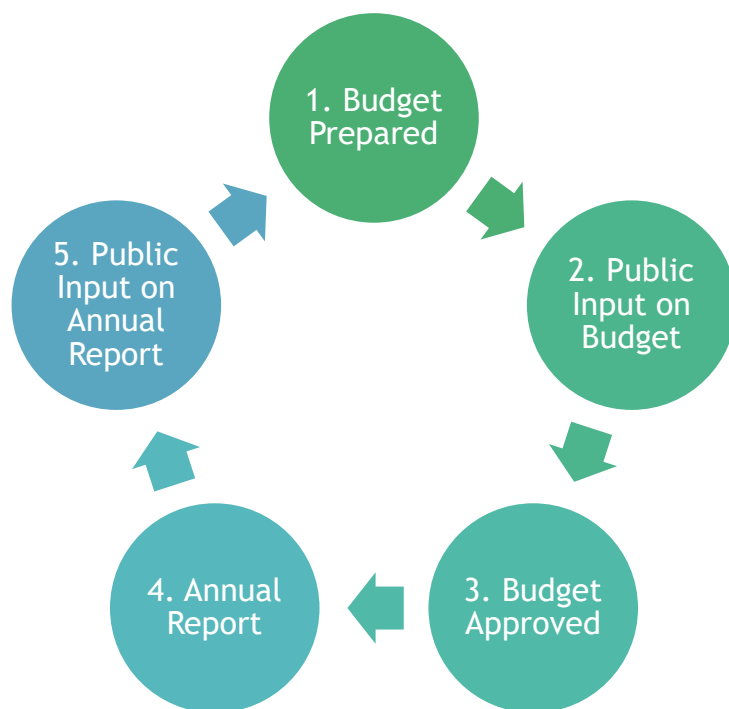 1. Budget
Prepared
2. Public
Input on
Budget
3. Budget
Approved
4. Annual
Report
5. Public
Input on
Annual
Report